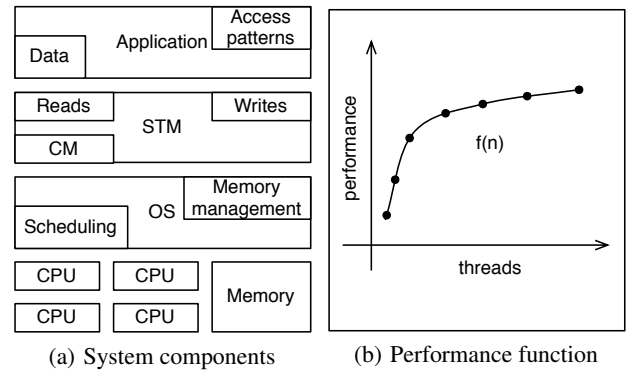 Access
Application patterns
Data
Reads Writes
STM
CM
Memory
OS management
Scheduling
CPU CPU
Memory
CPU CPU
(a) System components
performance
f(n)
threads
(b) Performance function